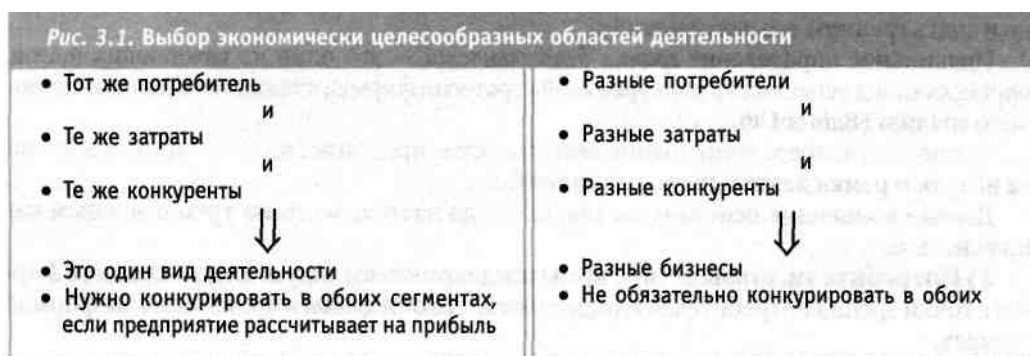 Рис. 3.1. Выбор экономически целесообразных областей деятельности
• Тот же потребитель
и
• Те же затраты
и
• Те же конкуренты
• Это один вид деятельности
• Нужно конкурировать в обоих сегментах,
если предприятие рассчитывает на прибыль
• Разные потребители
и
• Разные затраты
и
• Разные конкуренты
• Разные бизнесы
• Не обязательно конкурировать в обоих